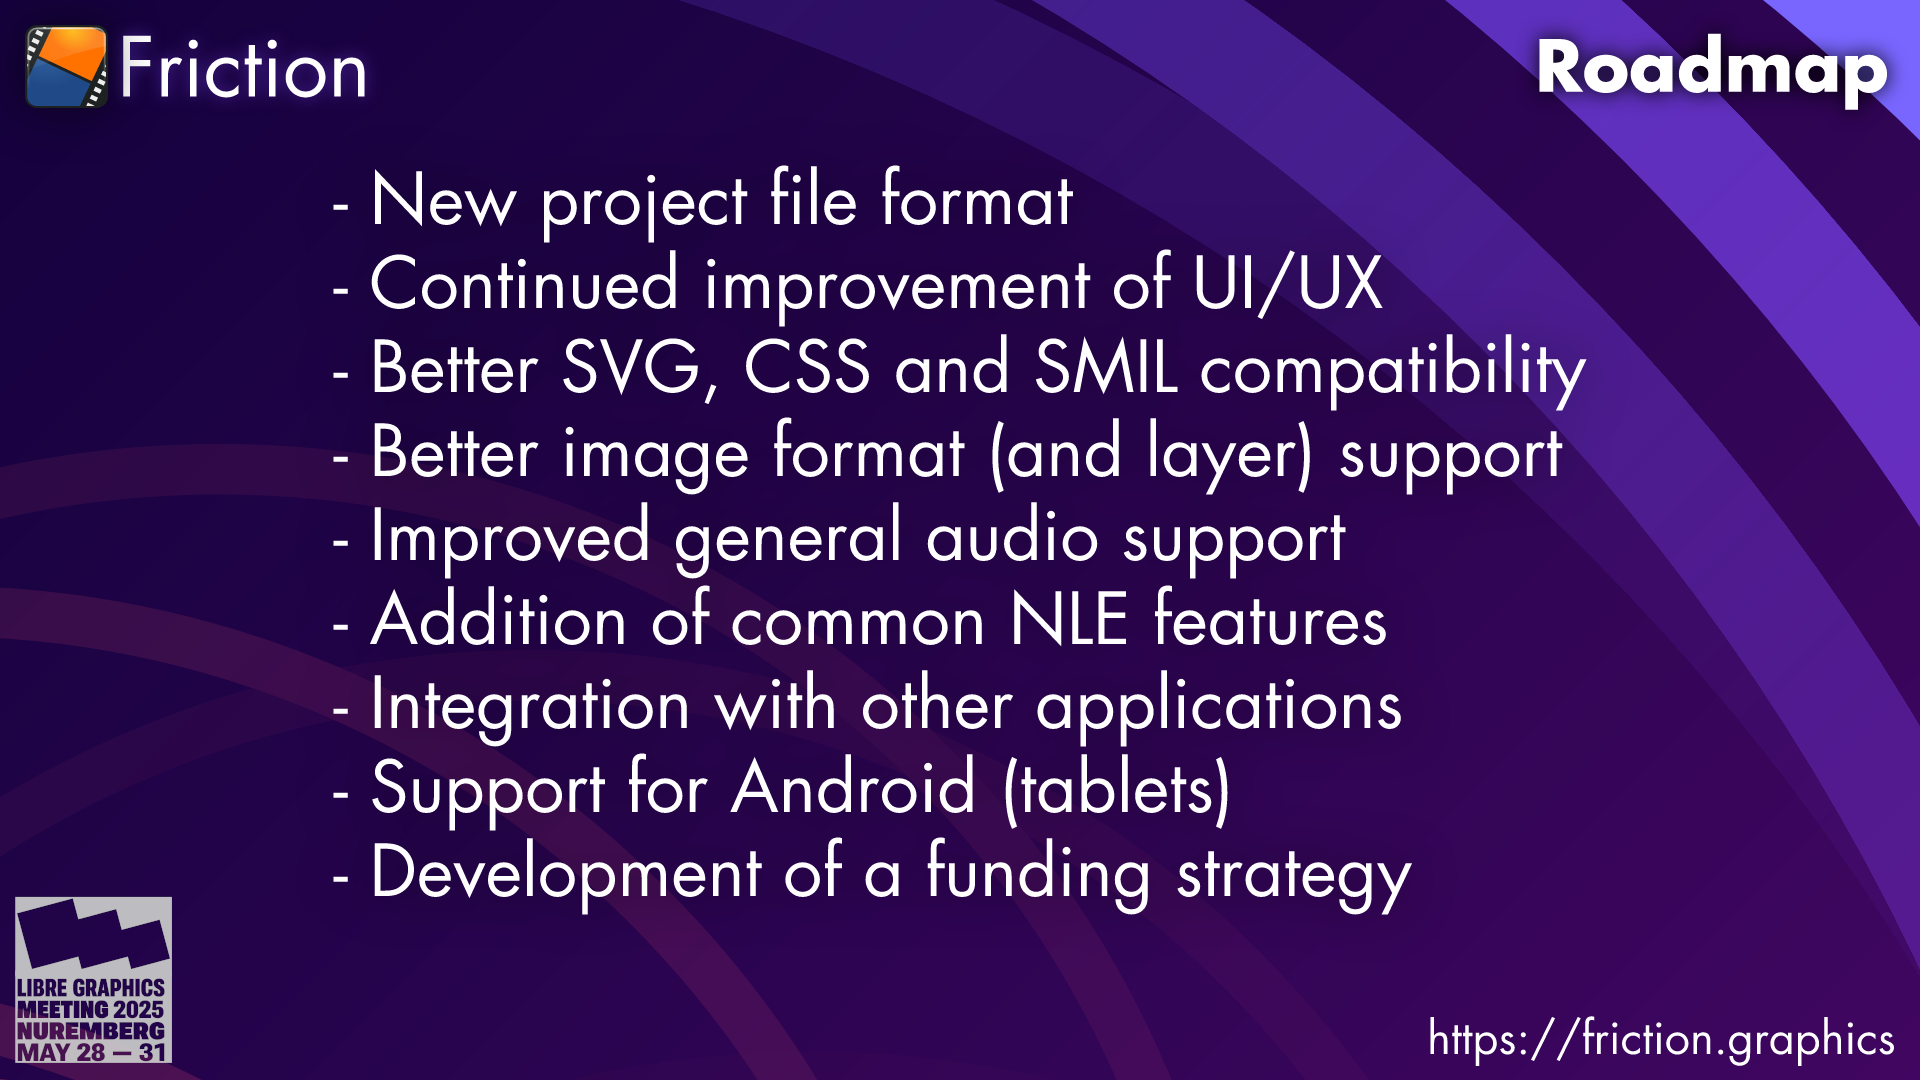 Friction
Roadmap
- New project file format
- Continued improvement of UI/UX
- Better SVG, CSS and SMIL compatibility
- Better image format (and layer) support
- Improved general audio support
- Addition of common NLE features
- Integration with other applications
- Support for Android (tablets)
- Development of a funding strategy
LIBRE GRAPHICS
MEETING 2025
NUREMBERG
MAY 28 – 31
https://friction.graphics